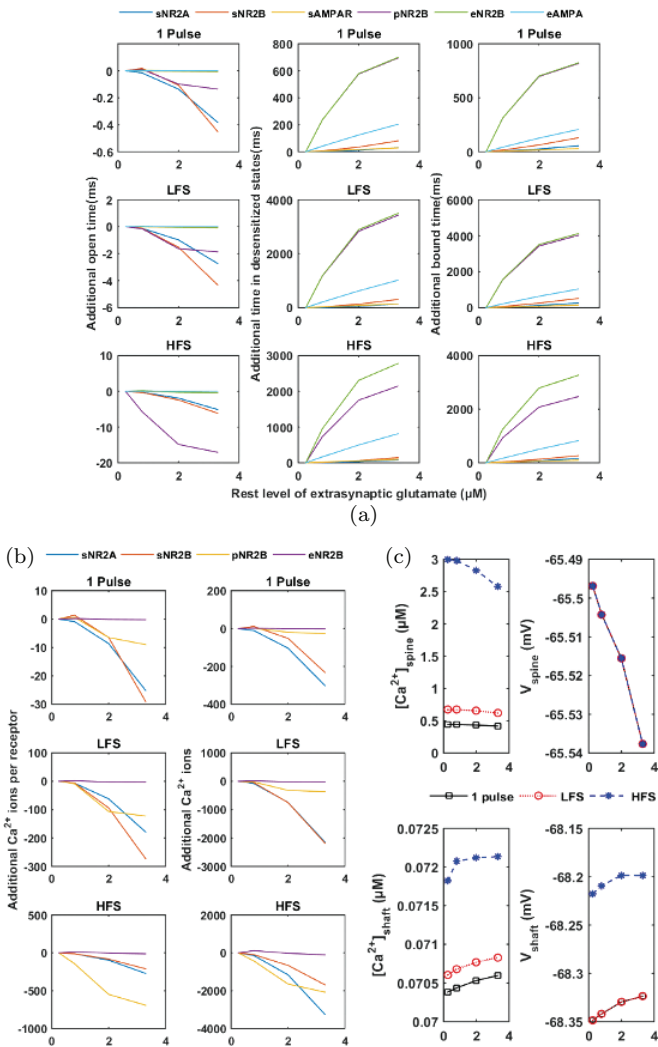 sNR2A sNR2B sAMPAR pNR2B eNR2B eAMPA
1 Pulse 1 Pulse 1 Pulse
0 -0.2 -0.4 -0.6
0 2 4
800 600 400 200 0
0 2 4
1000 500 0
0 2 4
Additional open time(ms)
Additional time in desensitized states(ms)
Additional bound time(ms)
LFS LFS LFS
2 0 -2 -4 -6
0 2 4
4000 2000 0
0 2 4
6000 4000 2000 0
0 2 4
HFS HFS HFS
10 0 -10 -20
0 2 4
3000 2000 1000 0
0 2 4
4000 2000 0
0 2 4
Rest level of extrasynaptic glutamate (μM)
(a)
(b)
sNR2A sNR2B pNR2B eNR2B
1 Pulse 1 Pulse
10 0 -10 -20 -30
0 2 4
200 0 -200 -400
0 2 4
Additional Ca²⁺ ions per receptor
Additional Ca²⁺ ions
LFS LFS
100 0 -100 -200 -300
0 2 4
1000 0 -1000 -2000 -3000
0 2 4
HFS HFS
500 0 -500 -1000
0 2 4
2000 0 -2000 -4000
0 2 4
(c)
[Ca²⁺]spine (μM)
3 2.5 2 1.5 1 0.5 0
0 2 4
Vspine (mV)
-65.49 -65.5 -65.51 -65.52 -65.53 -65.54
0 2 4
1 pulse LFS HFS
[Ca²⁺]shaft (μM)
0.0725 0.072 0.0715 0.071 0.0705 0.07
0 2 4
Vshaft (mV)
-68.15 -68.2 -68.25 -68.3 -68.35
0 2 4